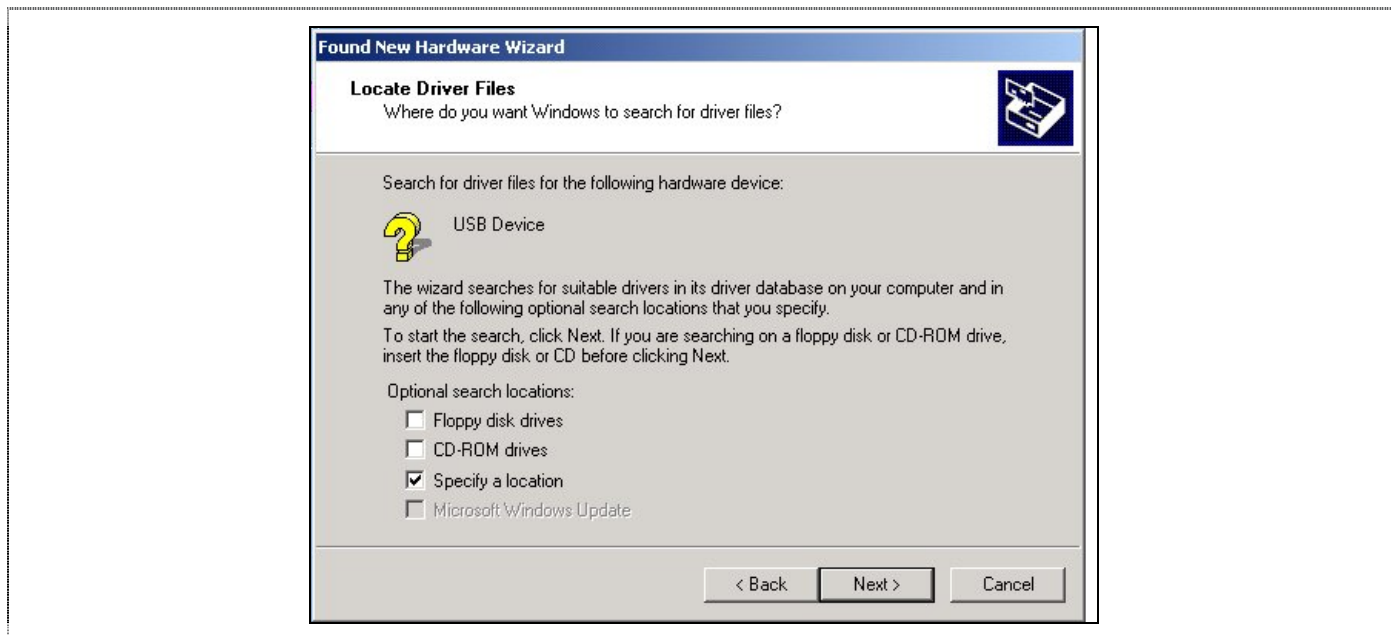 Found New Hardware Wizard
Locate Driver Files
Where do you want Windows to search for driver files?
Search for driver files for the following hardware device:
USB Device
The wizard searches for suitable drivers in its driver database on your computer and in
any of the following optional search locations that you specify.
To start the search, click Next. If you are searching on a floppy disk or CD-ROM drive,
insert the floppy disk or CD before clicking Next.
Optional search locations:
Floppy disk drives
CD-ROM drives
Specify a location
Microsoft Windows Update
< Back Next > Cancel